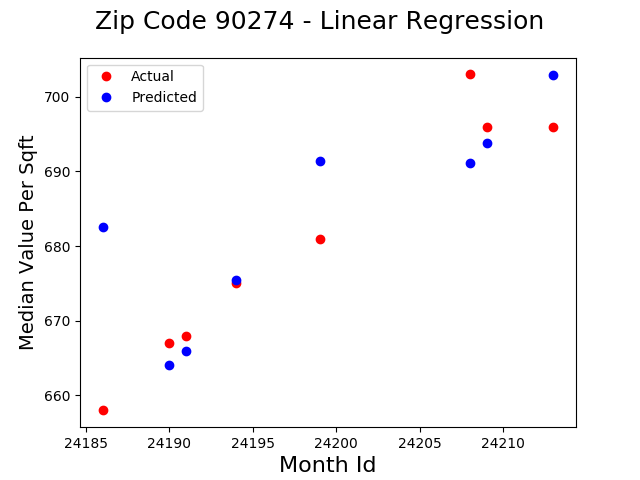 Zip Code 90274 - Linear Regression
Actual
Predicted
Median Value Per Sqft
700
690
680
670
660
24185
24190
24195
24200
24205
24210
Month Id